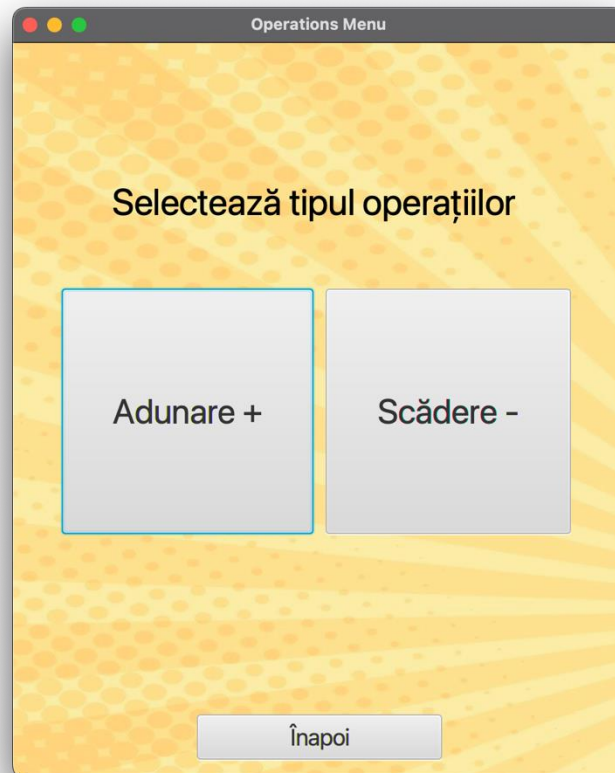 Operations Menu
Selectează tipul operațiilor
Adunare +
Scădere -
Înapoi